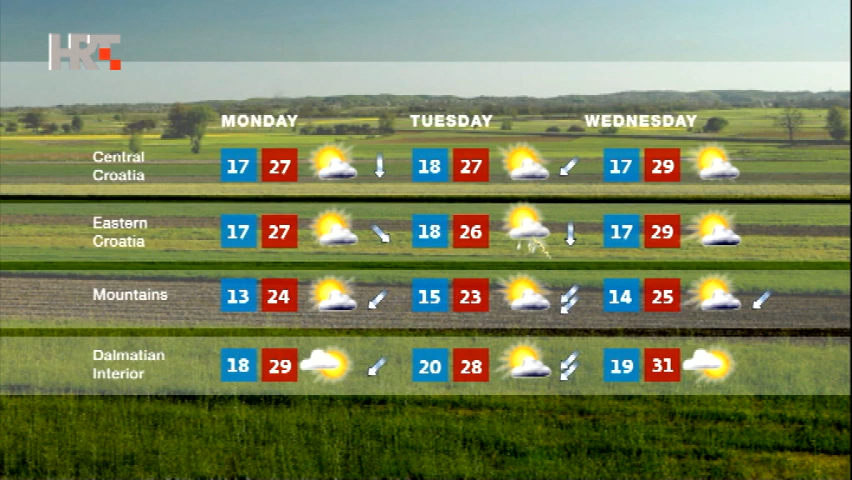 HRT
MONDAY TUESDAY WEDNESDAY
Central
Croatia
17 27 18 27 17 29
Eastern
Croatia
17 27 18 26 17 29
Mountains
13 24 15 23 14 25
Dalmatian
Interior
18 29 20 28 19 31